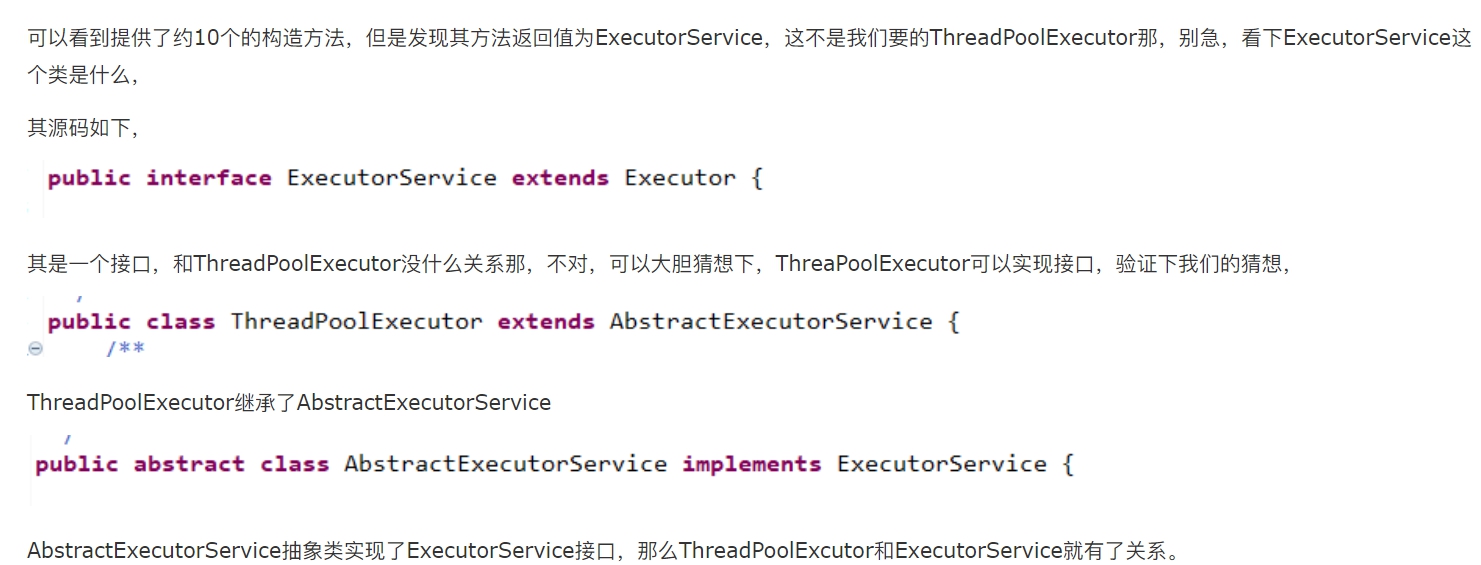 可以看到提供了约10个的构造方法，但是发现其方法返回值为ExecutorService，这不是我们要的ThreadPoolExecutor那，别急，看下ExecutorService这
个类是什么，
其源码如下，
public interface ExecutorService extends Executor {
其是一个接口，和ThreadPoolExecutor没什么关系那，不对，可以大胆猜想下，ThreaPoolExecutor可以实现接口，验证下我们的猜想，
public class ThreadPoolExecutor extends AbstractExecutorService {
/**
ThreadPoolExecutor继承了AbstractExecutorService
public abstract class AbstractExecutorService implements ExecutorService {
AbstractExecutorService抽象类实现了ExecutorService接口，那么ThreadPoolExcutor和ExecutorService就有了关系。